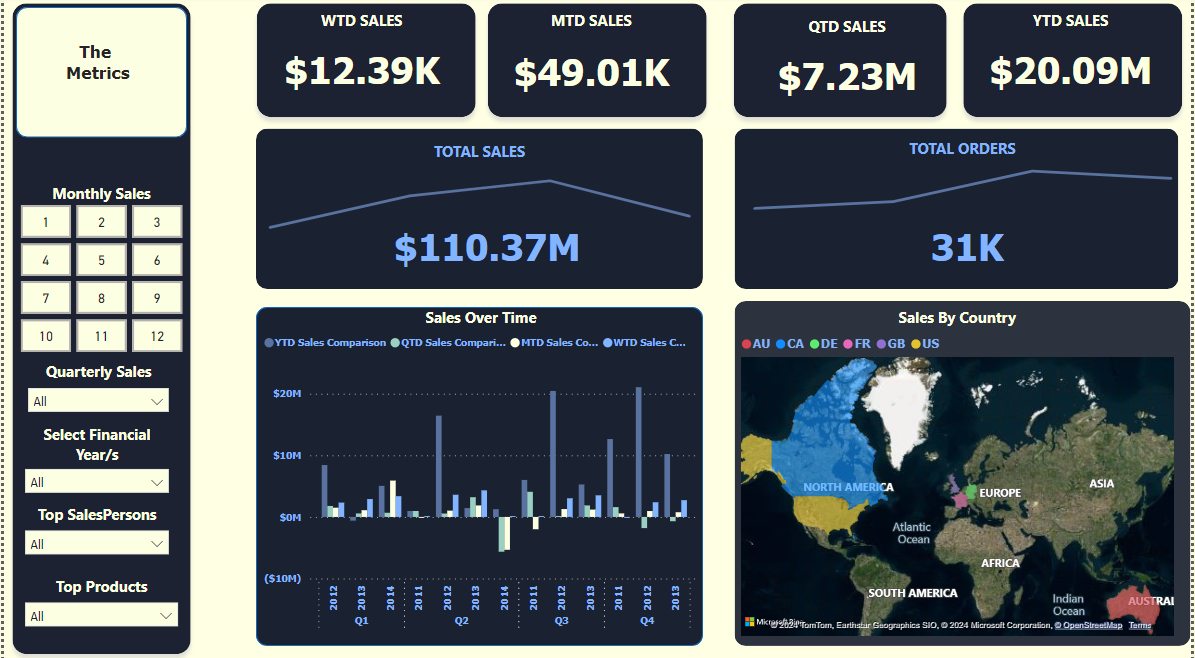 The
Metrics
Monthly Sales
1 2 3
4 5 6
7 8 9
10 11 12
Quarterly Sales
All
Select Financial
Year/s
All
Top SalesPersons
All
Top Products
All
WTD SALES
$12.39K
MTD SALES
$49.01K
QTD SALES
$7.23M
YTD SALES
$20.09M
TOTAL SALES
$110.37M
TOTAL ORDERS
31K
Sales Over Time
YTD Sales Comparison QTD Sales Compari... MTD Sales Co... WTD Sales C...
$20M
$10M
$0M
($10M)
2012 2013 2014 2011 2012 2013 2014 2011 2012 2013 2011 2012 2013
Q1 Q2 Q3 Q4
Sales By Country
AU CA DE FR GB US
NORTH AMERICA
EUROPE
ASIA
Atlantic
Ocean
AFRICA
SOUTH AMERICA
Indian
Ocean
AUSTRAL
Microsoft Bing
© 2024 TomTom, Earthstar Geographics SIO, © 2024 Microsoft Corporation, © OpenStreetMap Terms